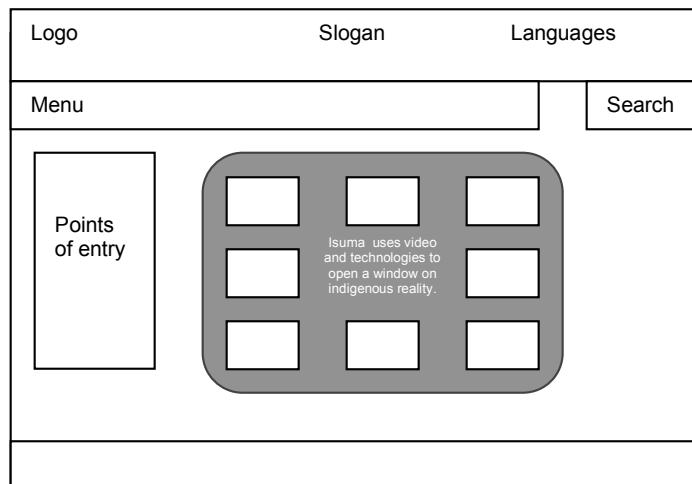 Logo Slogan Languages
Menu Search
Points
of entry
Isuma uses video
and technologies to
open a window on
indigenous reality.